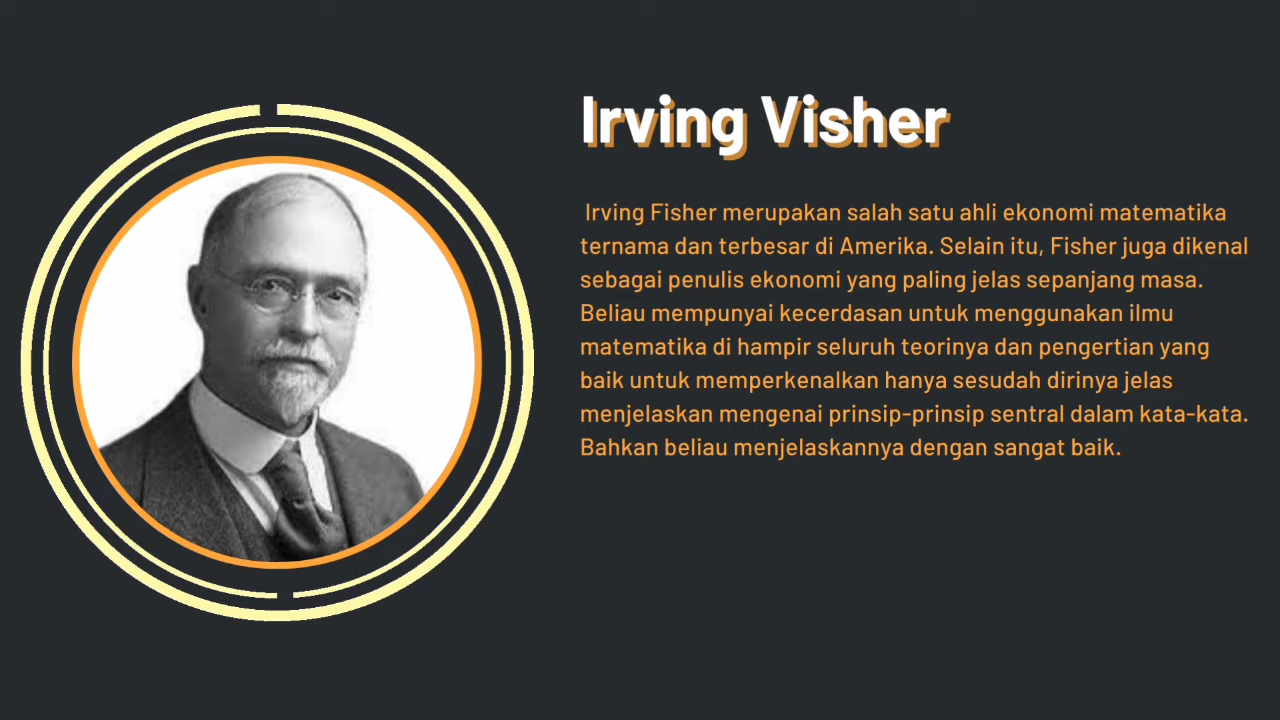 Irving Visher
Irving Fisher merupakan salah satu ahli ekonomi matematika
ternama dan terbesar di Amerika. Selain itu, Fisher juga dikenal
sebagai penulis ekonomi yang paling jelas sepanjang masa.
Beliau mempunyai kecerdasan untuk menggunakan ilmu
matematika di hampir seluruh teorinya dan pengertian yang
baik untuk memperkenalkan hanya sesudah dirinya jelas
menjelaskan mengenai prinsip-prinsip sentral dalam kata-kata.
Bahkan beliau menjelaskannya dengan sangat baik.